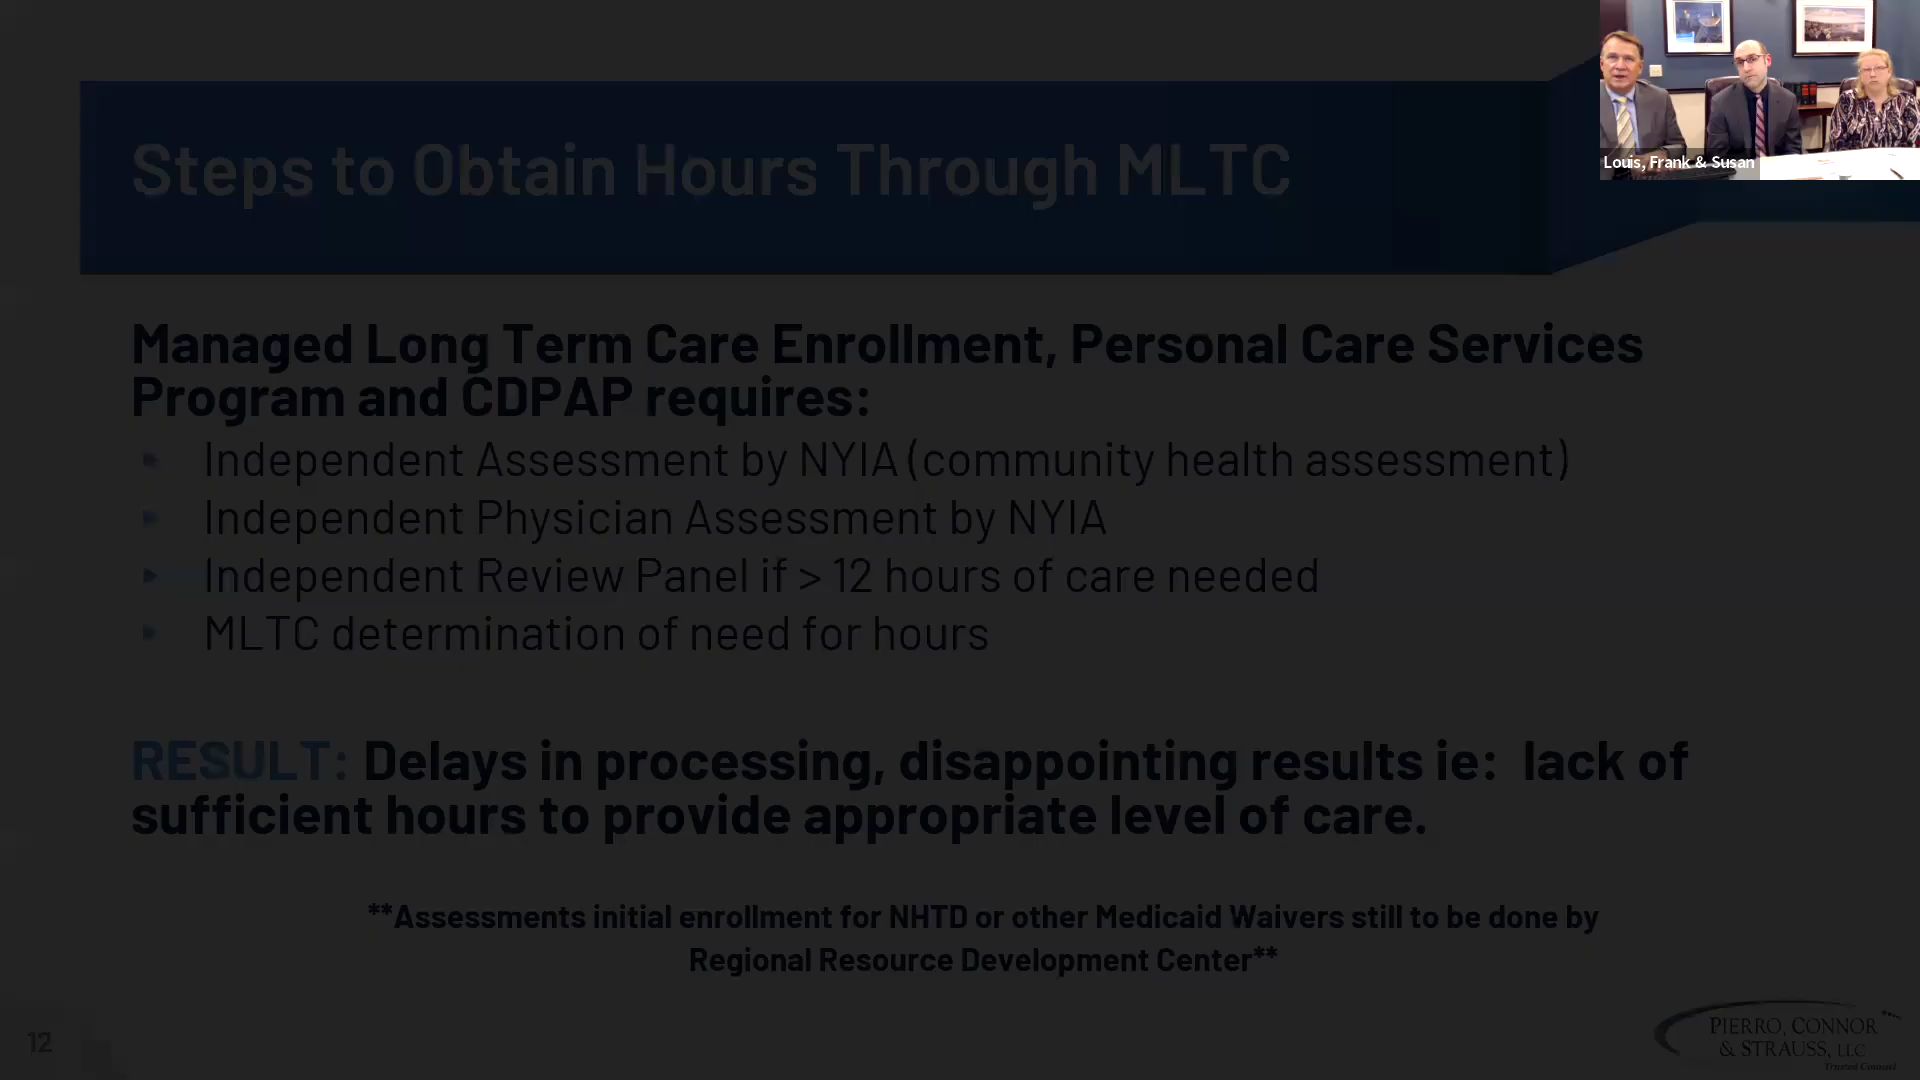 Louis, Frank & Susan
Steps to Obtain Hours Through MLTC
Managed Long Term Care Enrollment, Personal Care Services
Program and CDPAP requires:
Independent Assessment by NYIA (community health assessment)
Independent Physician Assessment by NYIA
Independent Review Panel if > 12 hours of care needed
MLTC determination of need for hours
RESULT: Delays in processing, disappointing results ie: lack of
sufficient hours to provide appropriate level of care.
**Assessments initial enrollment for NHTD or other Medicaid Waivers still to be done by
Regional Resource Development Center**
12
PIERRO, CONNOR
& STRAUSS, LLC
Trusted Counsel